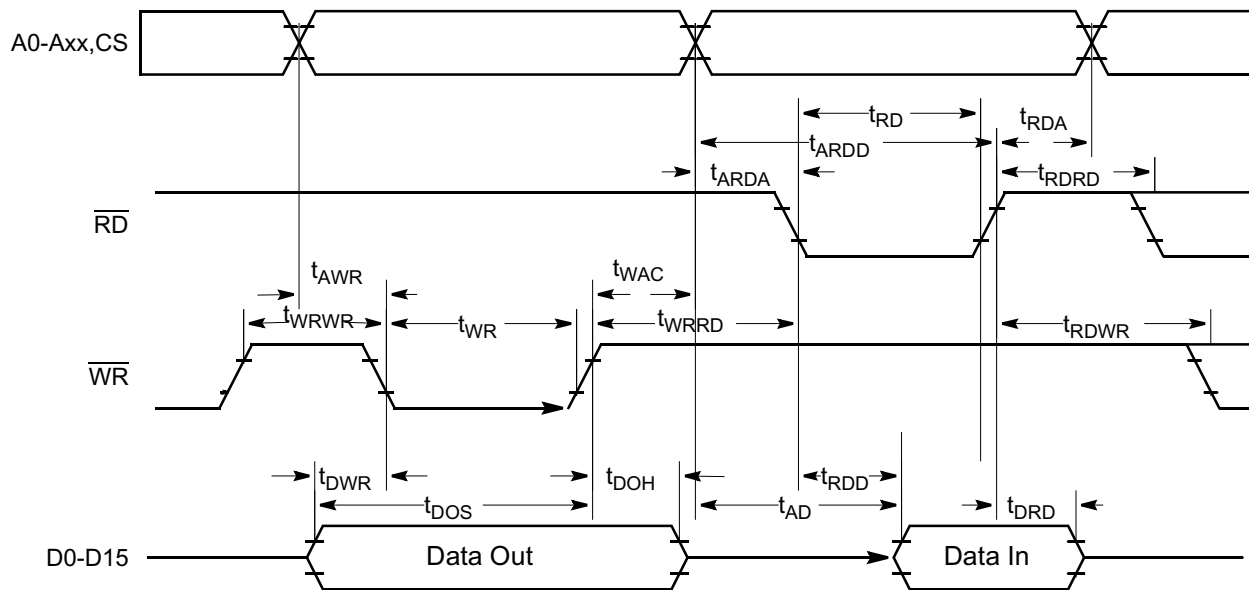 A0-Axx,CS
tRD
tRDA
tARDD
tARDA
tRDRD
RD
tAWR
tWAC
tWRWR
tWR
tWRRD
tRDWR
WR
tDWR
tDOH
tRDD
tDOS
tAD
tDRD
D0-D15
Data Out
Data In